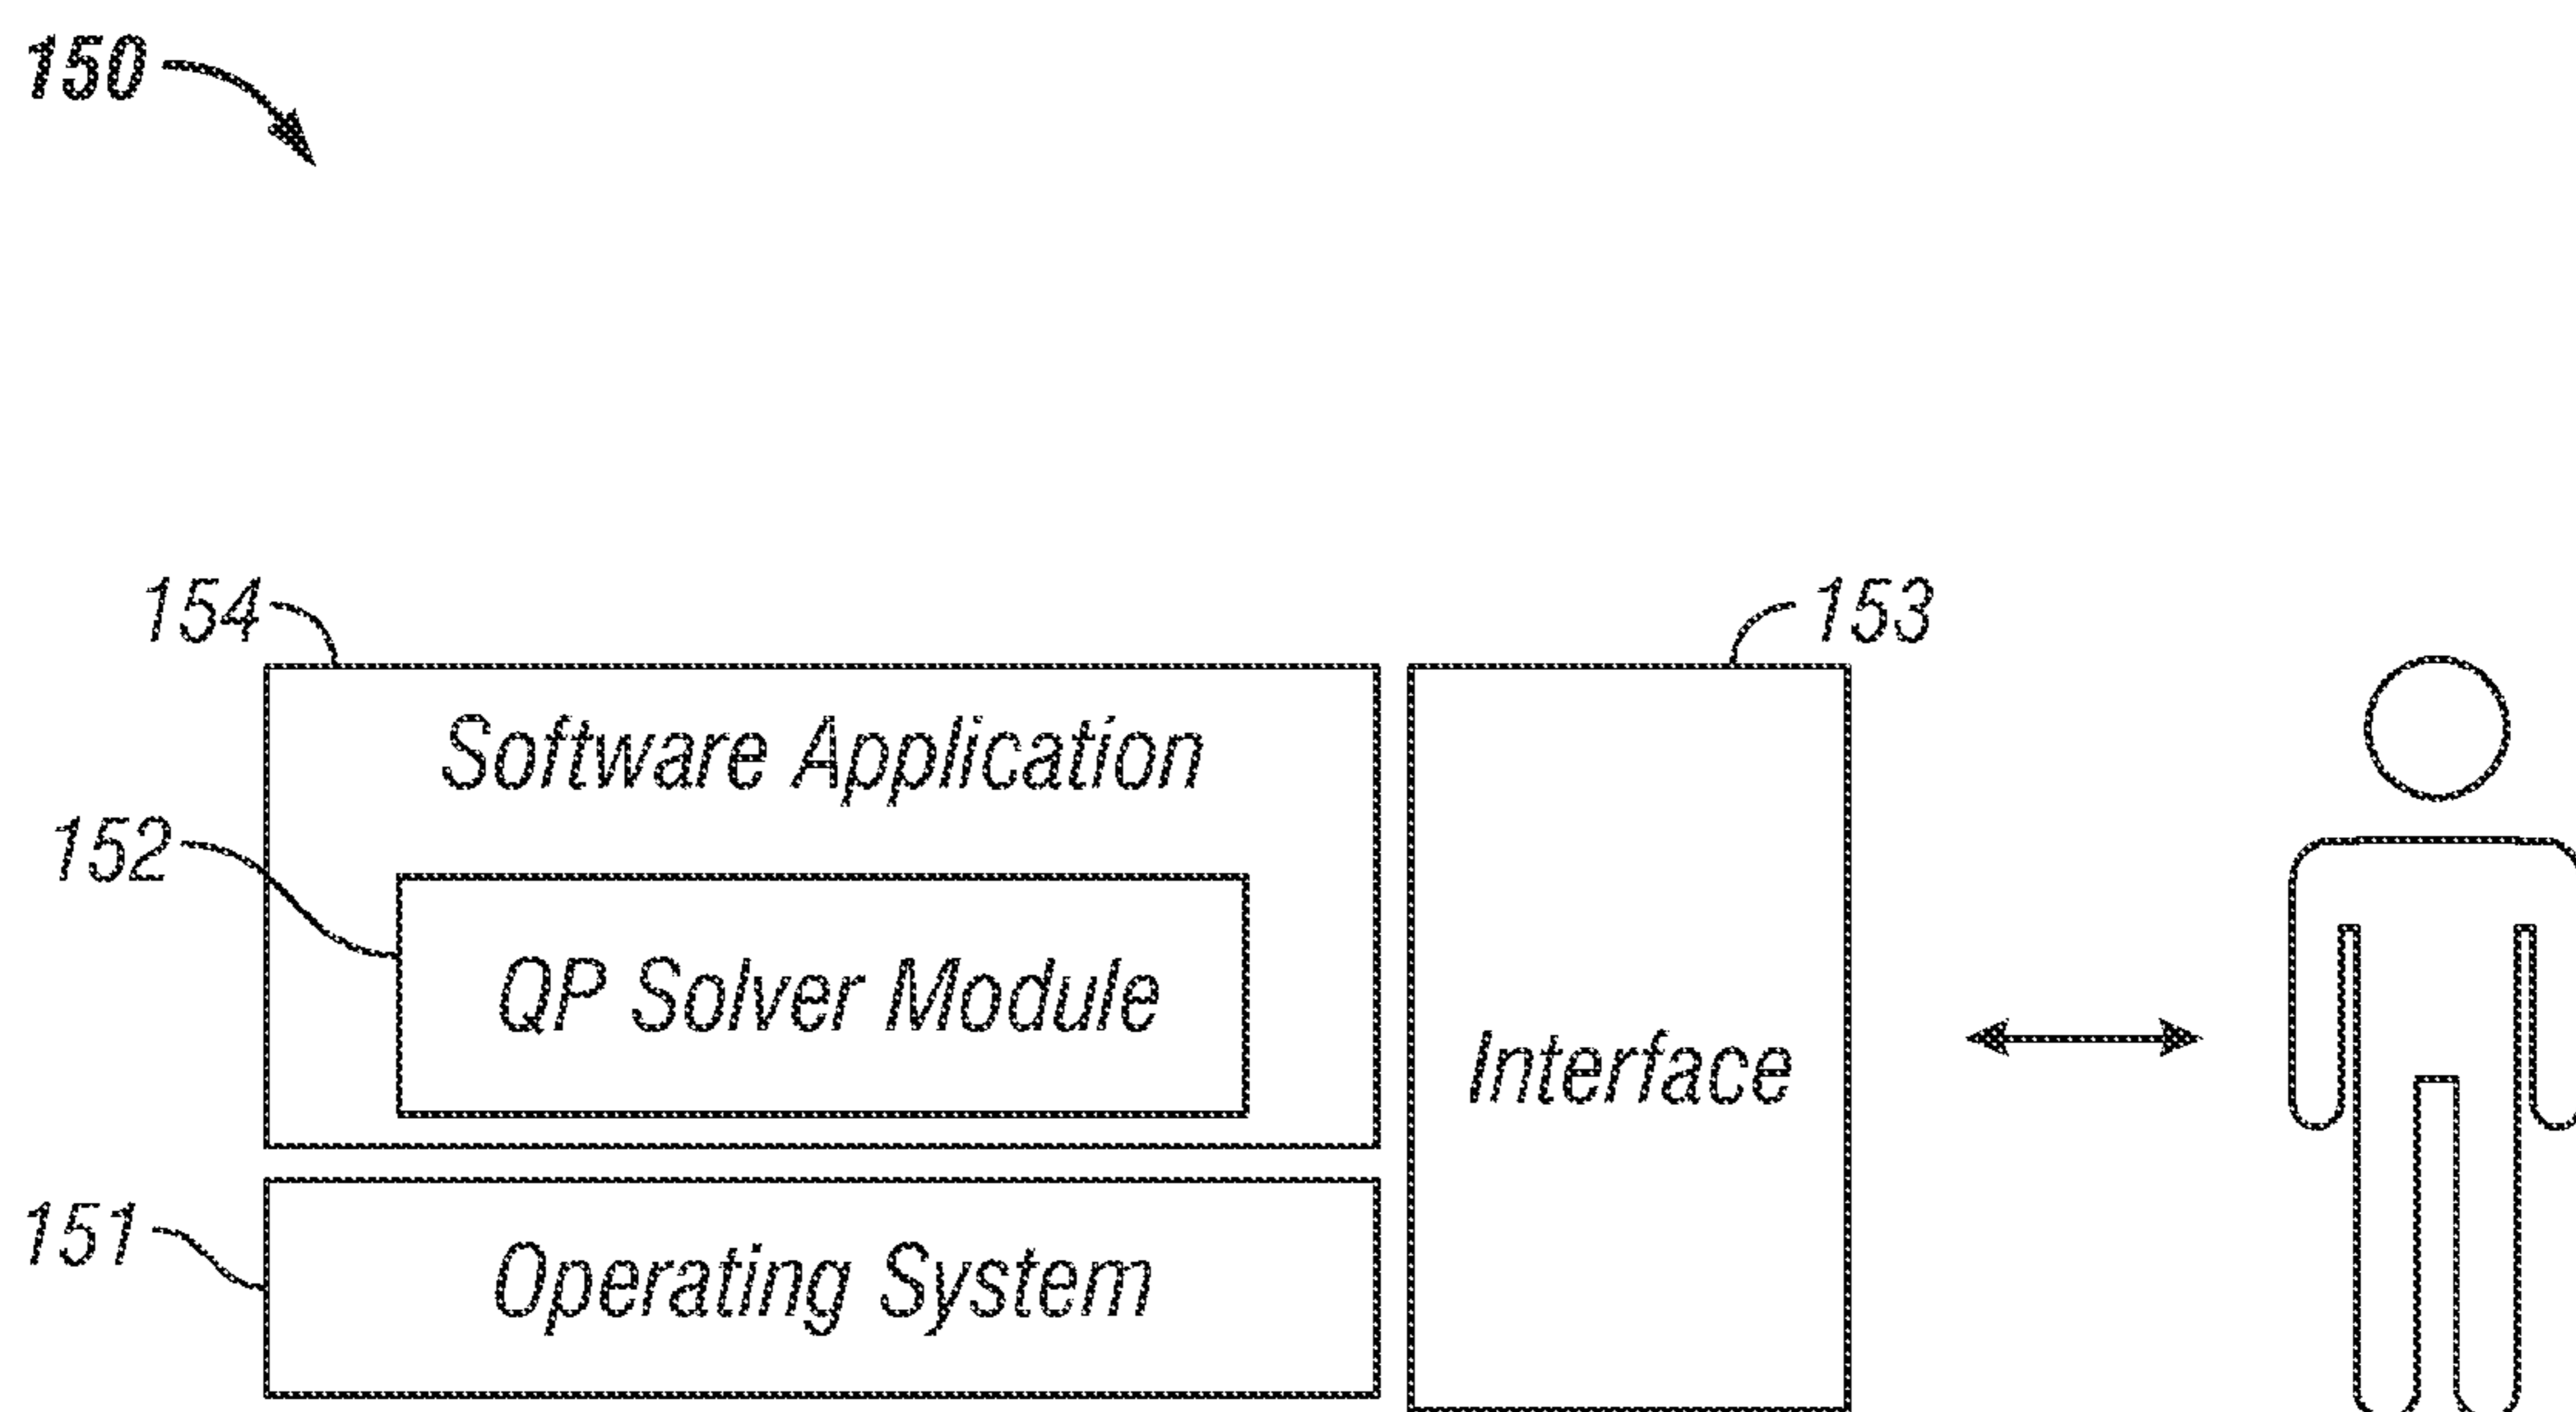 150
154
153
Software Application
152
QP Solver Module
Interface
151
Operating System